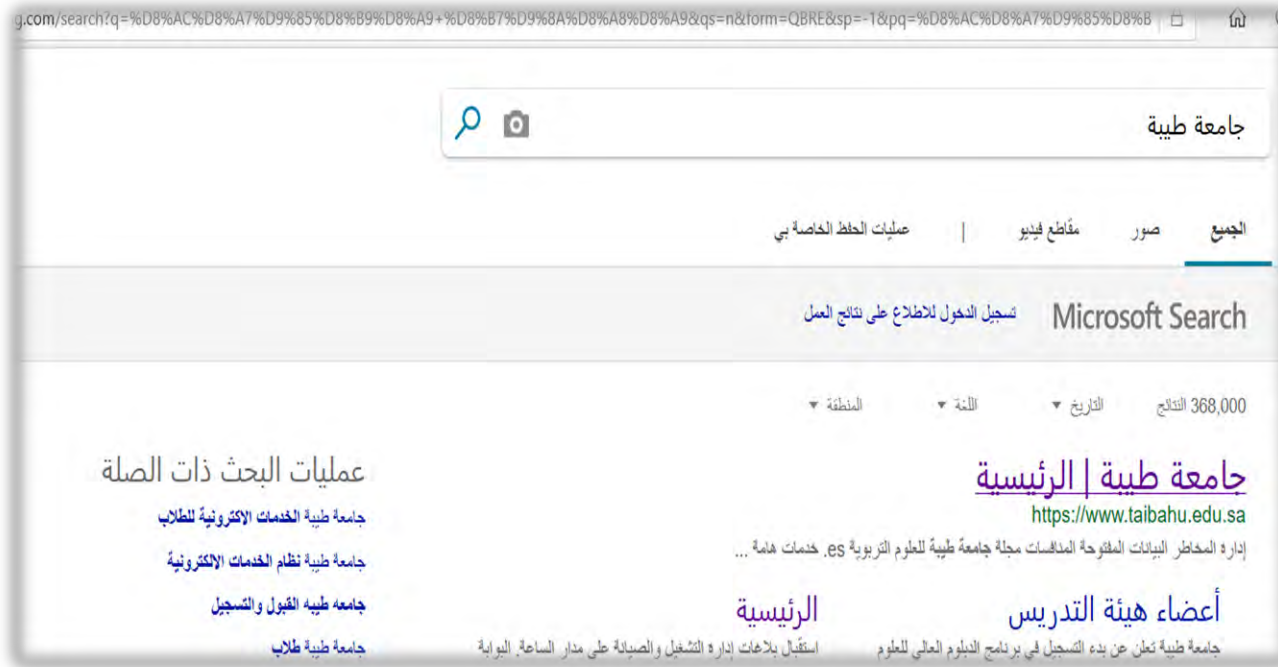 g.com/search?q=%D8%AC%D8%A7%D9%85%D8%B9%D8%A9+%D8%B7%D9%8A%D8%A8%D8%A9&qs=n&form=QBRE&sp=-1&pq=%D8%AC%D8%A7%D9%85%D8%B
جامعة طيبة
الجميع صور مقاطع فيديو | عمليات الحفظ الخاصة بي
Microsoft Search تسجيل الدخول للاطلاع على نتائج العمل
368,000 النتائج التاريخ اللغة المنطقة
جامعة طيبة | الرئيسية
https://www.taibahu.edu.sa
إدارة المخاطر البيانات المفتوحة المنافسات مجلة جامعة طيبة للعلوم التربوية es. خدمات هامة ...
أعضاء هيئة التدريس
جامعة طيبة تعلن عن بدء التسجيل في برنامج الدبلوم العالي للعلوم
الرئيسية
استقبال بلاغات إدارة التشغيل والصيانة على مدار الساعة. البوابة
عمليات البحث ذات الصلة
جامعة طيبة الخدمات الاكترونية للطلاب
جامعة طيبة نظام الخدمات الالكترونية
جامعه طيبه القبول والتسجيل
جامعة طيبة طلاب